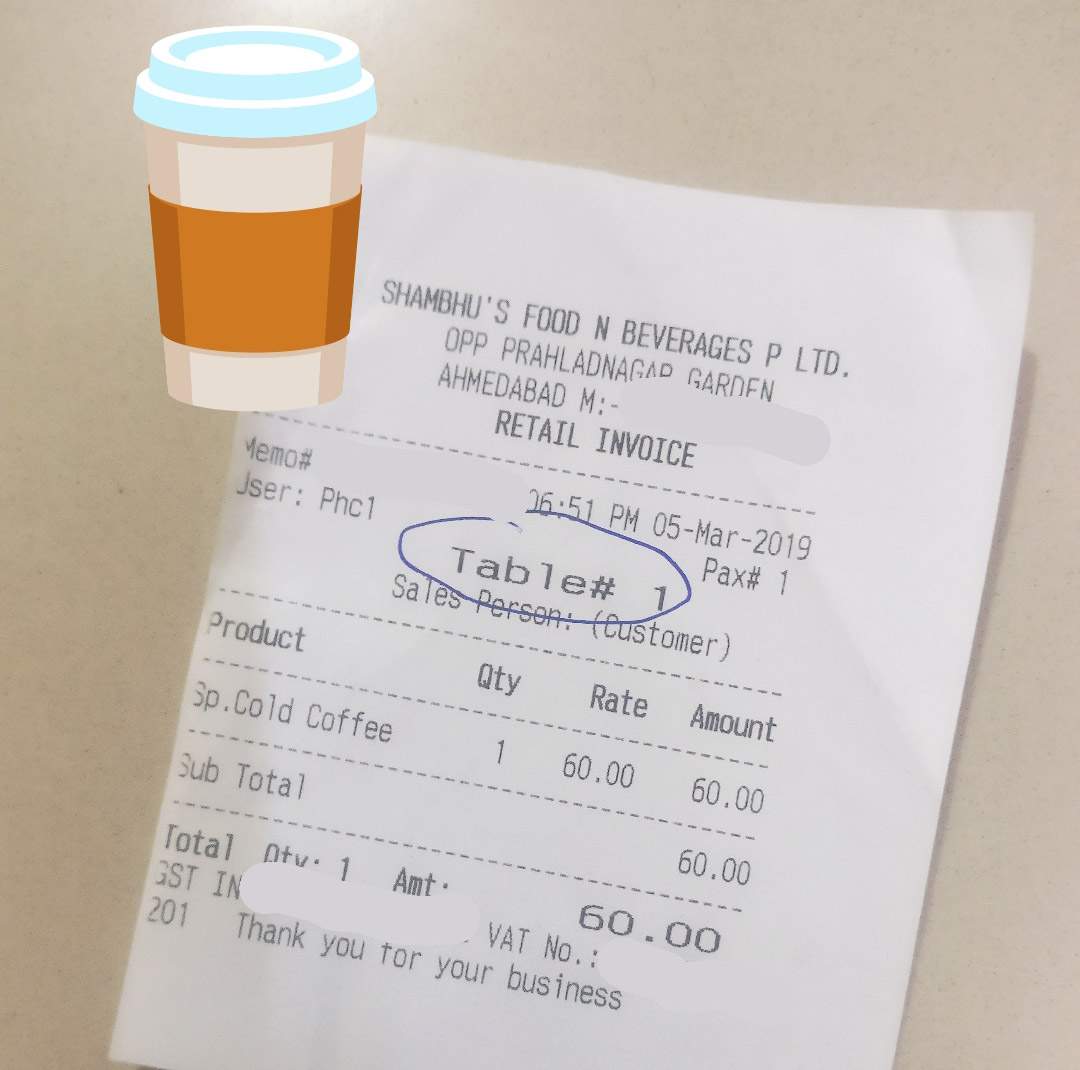 SHAMBHU'S FOOD N BEVERAGES P LTD.
OPP PRAHLADNAGAR GARDEN
AHMEDABAD M:-
RETAIL INVOICE
Memo#
User: Phc1 06:51 PM 05-Mar-2019
Pax# 1
Table# 1
Sales Person: (Customer)
Product Qty Rate Amount
Sp.Cold Coffee 1 60.00 60.00
Sub Total 60.00
Total Qty: 1 Amt: 60.00
GST IN VAT No.:
201 Thank you for your business